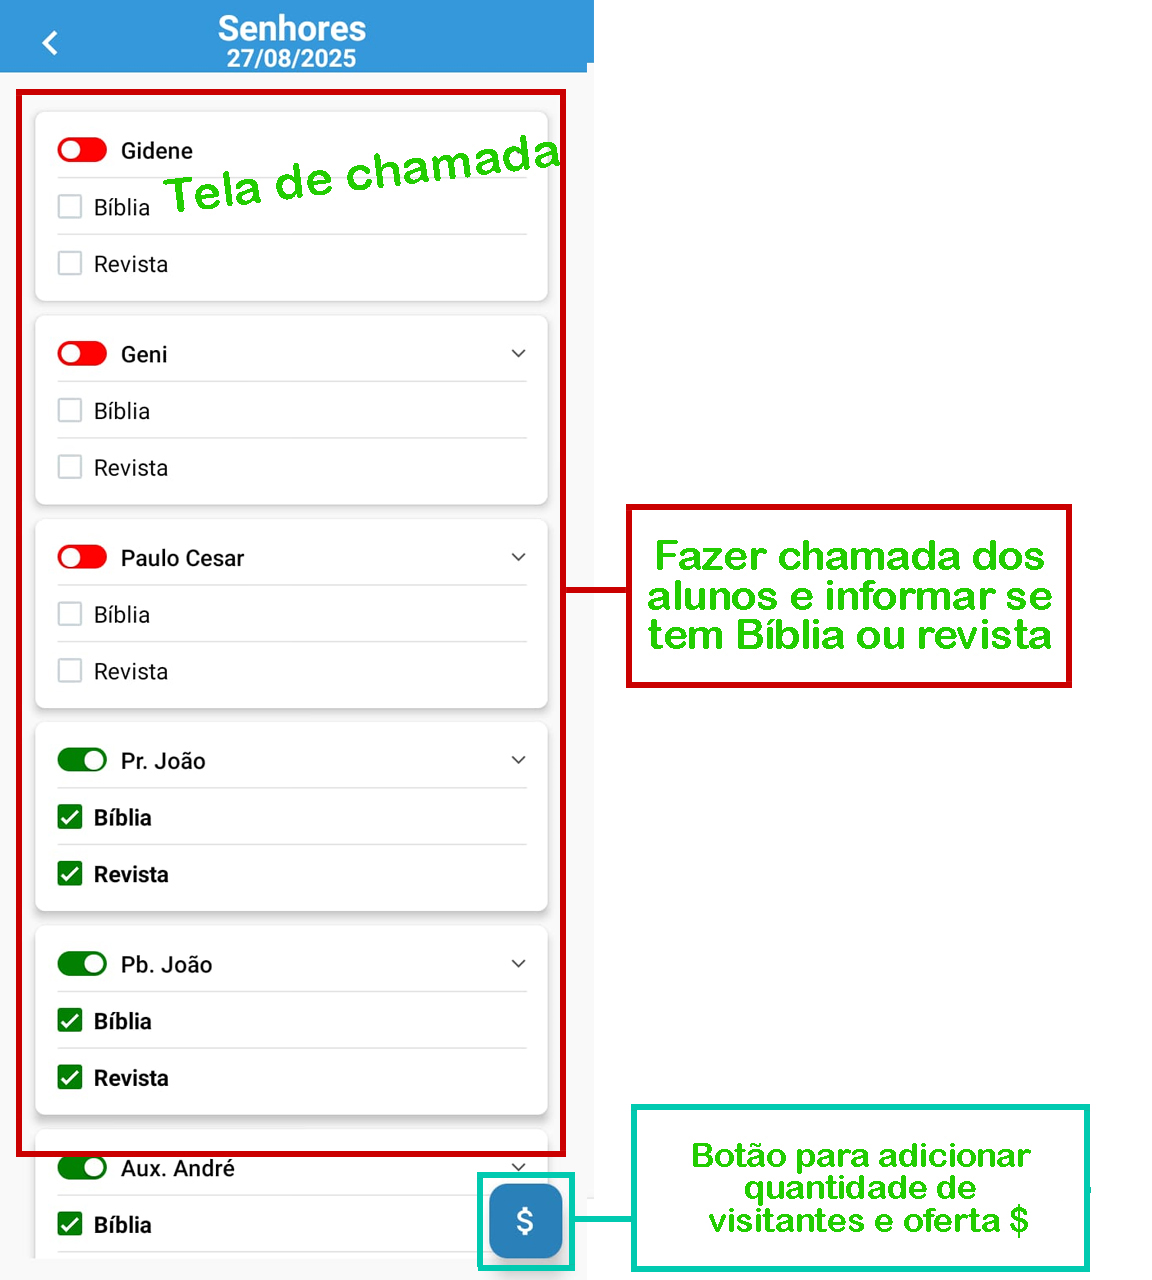 Senhores
27/08/2025
Gidene
Tela de chamada
Bíblia
Revista
Geni
Bíblia
Revista
Paulo Cesar
Bíblia
Revista
Fazer chamada dos
alunos e informar se
tem Bíblia ou revista
Pr. João
Bíblia
Revista
Pb. João
Bíblia
Revista
Aux. André
Bíblia
$
Botão para adicionar
quantidade de
visitantes e oferta $